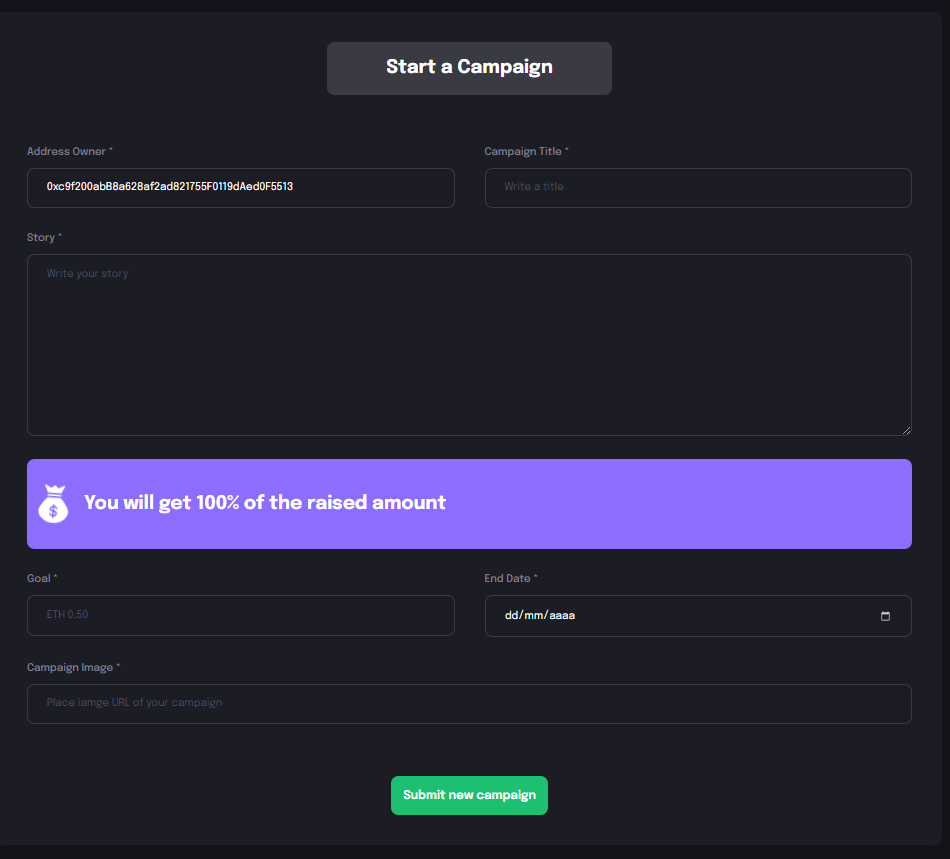 Start a Campaign
Address Owner *
Campaign Title *
0xc9f200abB8a628af2ad821755F0119dAed0F5513
Write a title
Story *
Write your story
$
You will get 100% of the raised amount
Goal *
End Date *
ETH 0.50
dd/mm/aaaa
Campaign Image *
Place iamge URL of your campaign
Submit new campaign